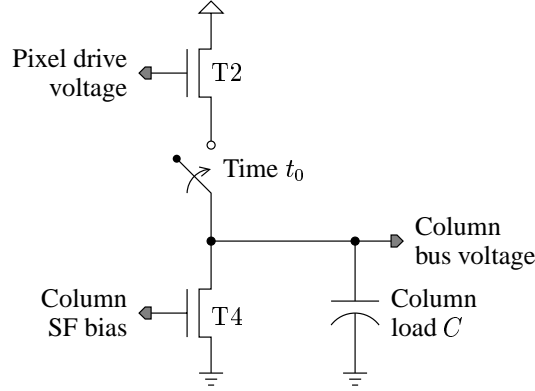 Pixel drive
voltage
T2
Time t₀
Column
bus voltage
Column
SF bias
T4
Column
load C